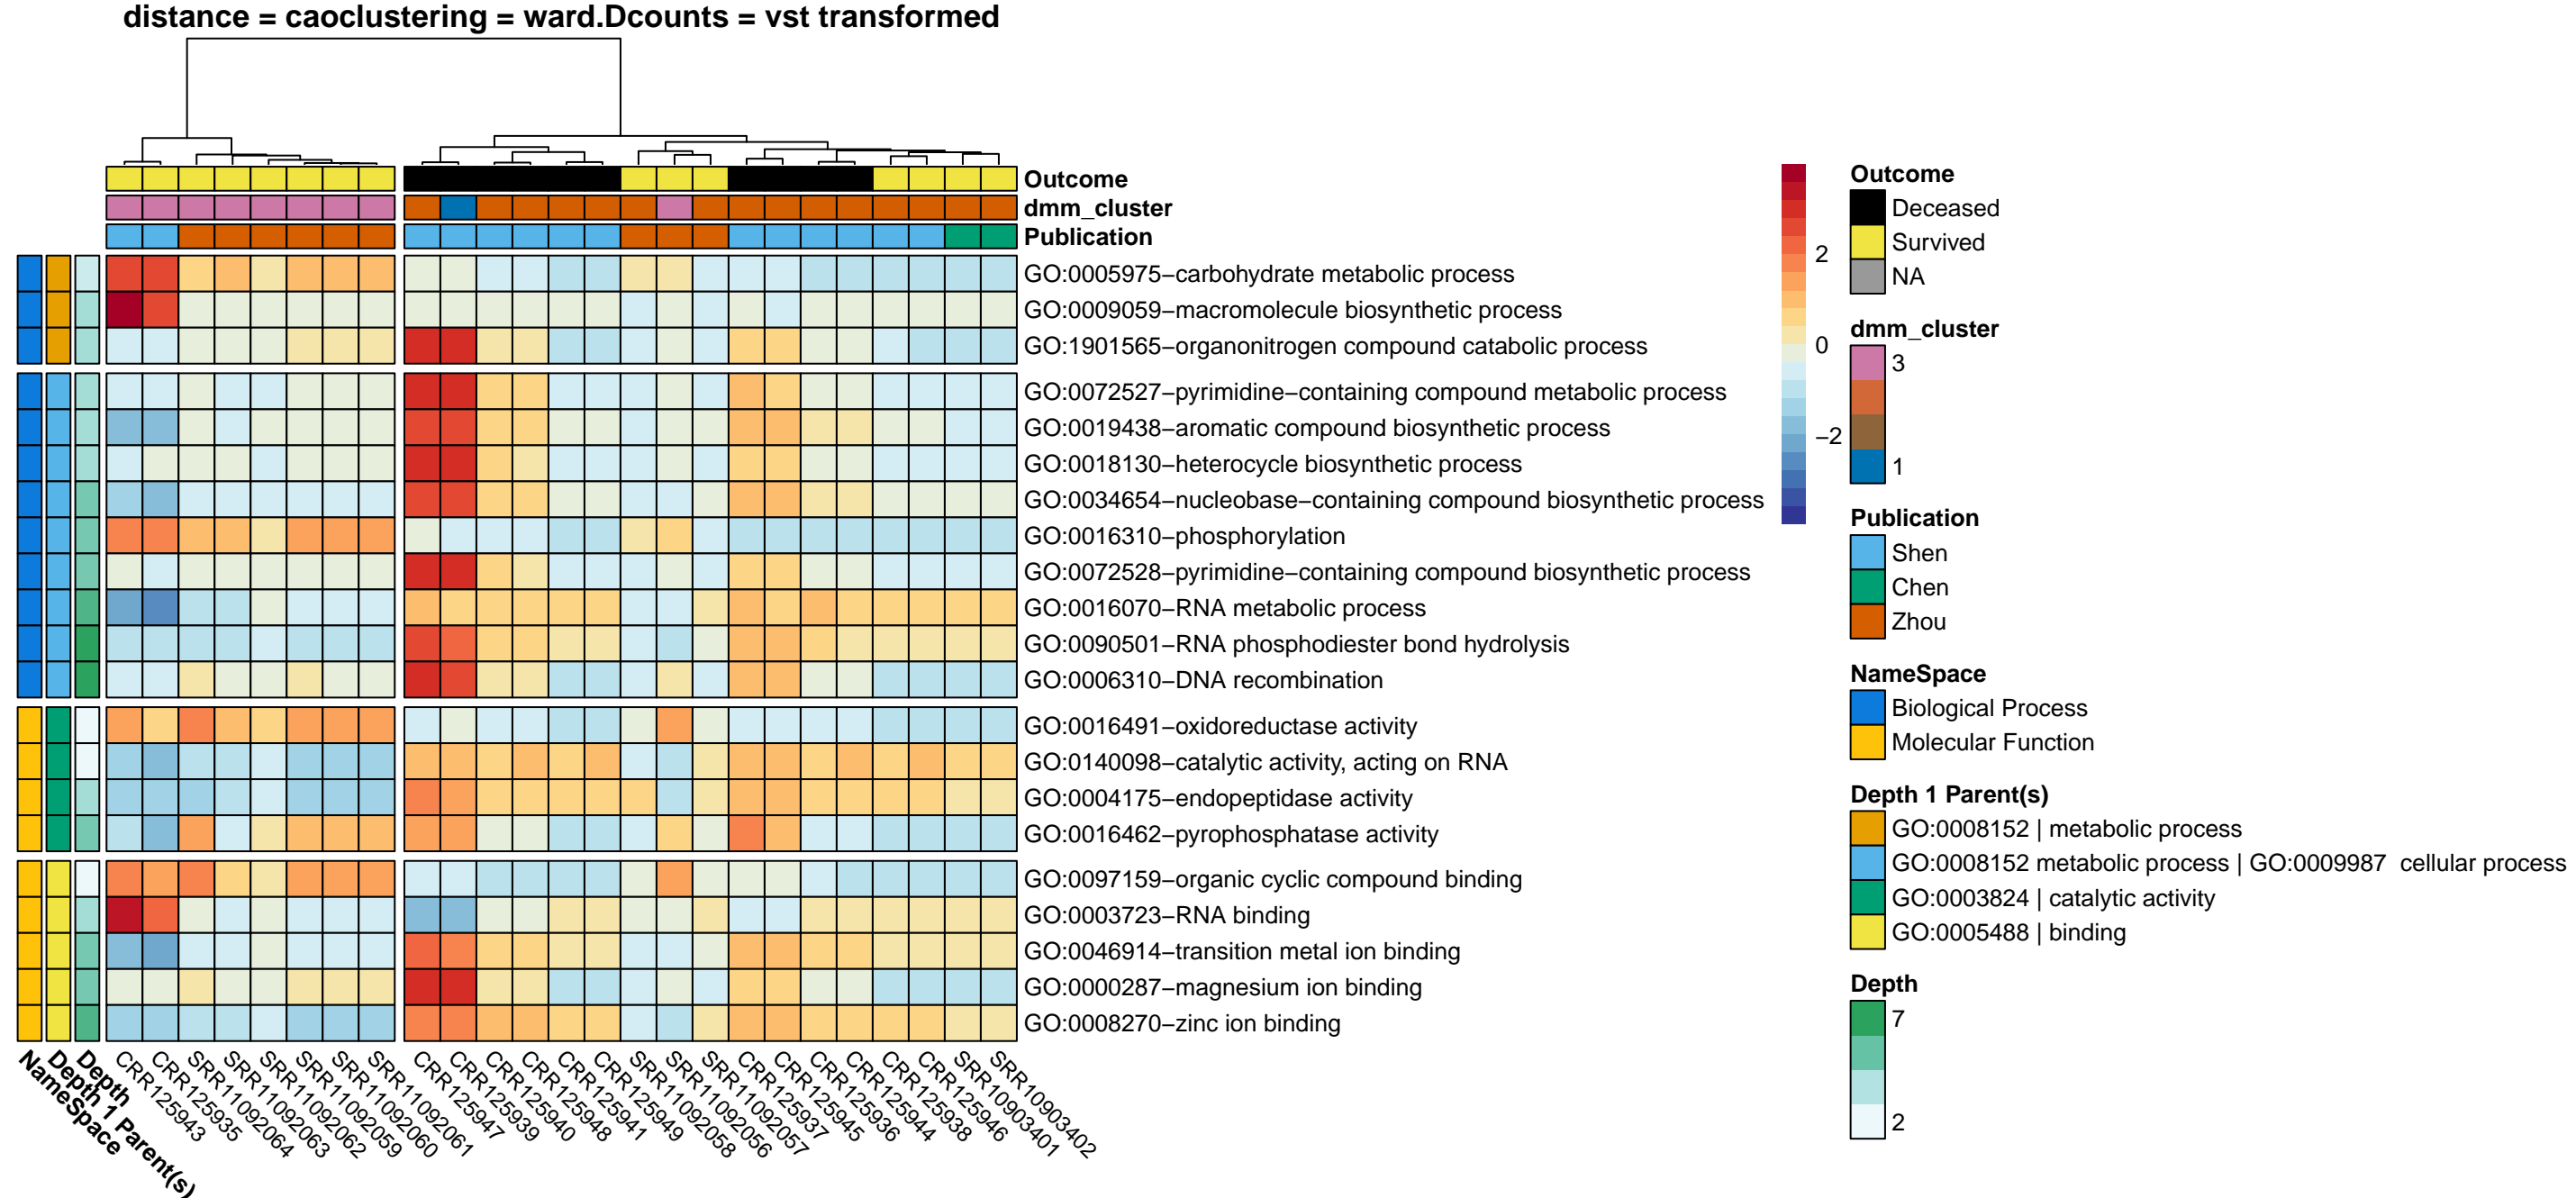 distance = caoclustering = ward.Dcounts = vst transformed
Outcome
dmm_cluster
Publication
GO:0005975−carbohydrate metabolic process
GO:0009059−macromolecule biosynthetic process
GO:1901565−organonitrogen compound catabolic process
GO:0072527−pyrimidine−containing compound metabolic process
GO:0019438−aromatic compound biosynthetic process
GO:0018130−heterocycle biosynthetic process
GO:0034654−nucleobase−containing compound biosynthetic process
GO:0016310−phosphorylation
GO:0072528−pyrimidine−containing compound biosynthetic process
GO:0016070−RNA metabolic process
GO:0090501−RNA phosphodiester bond hydrolysis
GO:0006310−DNA recombination
GO:0016491−oxidoreductase activity
GO:0140098−catalytic activity, acting on RNA
GO:0004175−endopeptidase activity
GO:0016462−pyrophosphatase activity
GO:0097159−organic cyclic compound binding
GO:0003723−RNA binding
GO:0046914−transition metal ion binding
GO:0000287−magnesium ion binding
GO:0008270−zinc ion binding
NameSpace
Depth 1 Parent(s)
Depth
CRR125943
CRR125935
SRR11092064
SRR11092063
SRR11092062
SRR11092059
SRR11092060
SRR11092061
CRR125947
CRR125939
CRR125940
CRR125948
CRR125941
CRR125949
SRR11092058
SRR11092056
SRR11092057
CRR125937
CRR125945
CRR125936
CRR125944
CRR125938
CRR125946
SRR10903401
SRR10903402
2
0
−2
Outcome
Deceased
Survived
NA
dmm_cluster
3
1
Publication
Shen
Chen
Zhou
NameSpace
Biological Process
Molecular Function
Depth 1 Parent(s)
GO:0008152 | metabolic process
GO:0008152 metabolic process | GO:0009987  cellular process
GO:0003824 | catalytic activity
GO:0005488 | binding
Depth
7
2